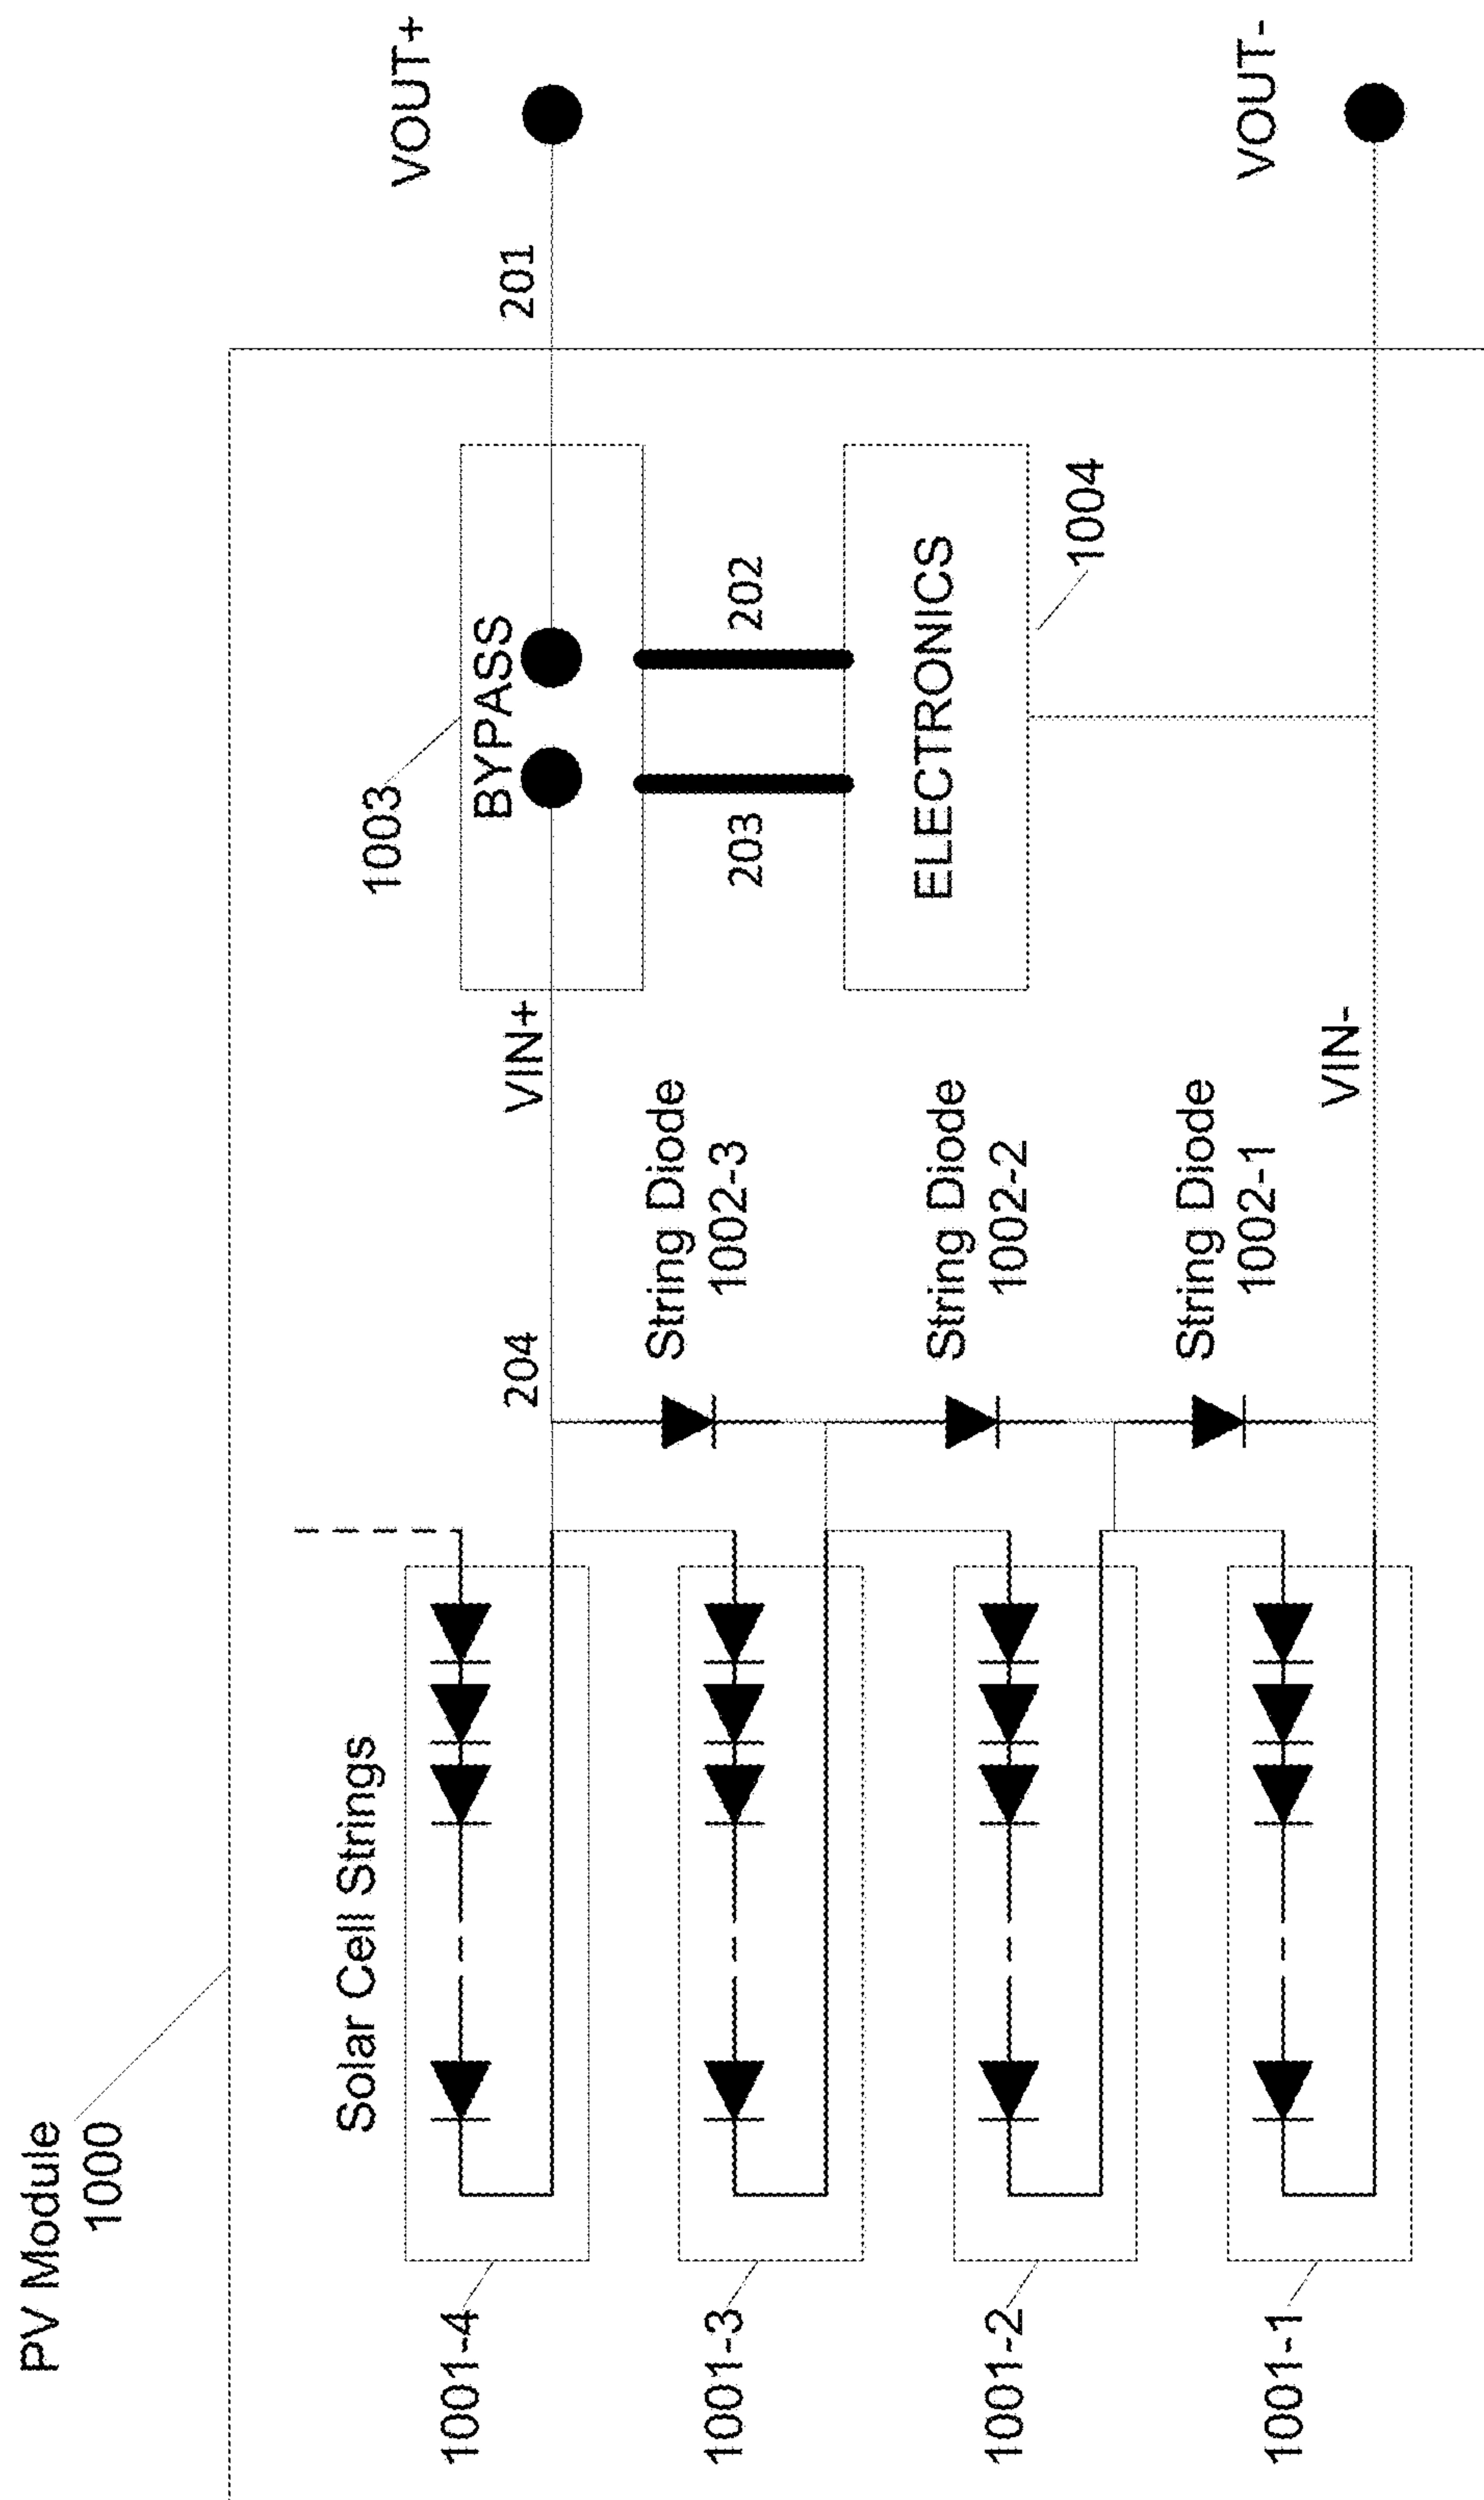 PV Module
1000
Solar Cell Strings
1001-4
1001-3
1001-2
1001-1
204
String Diode
1002-3
String Diode
1002-2
String Diode
1002-1
VIN+
VIN-
1003
BYPASS
203
202
ELECTRONICS
1004
201
VOUT+
VOUT-